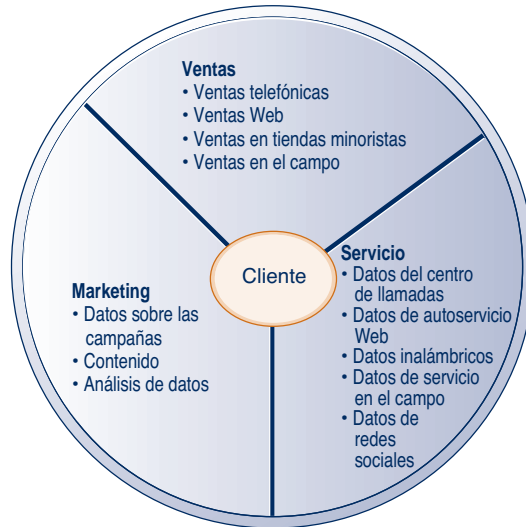 Ventas
• Ventas telefónicas
• Ventas Web
• Ventas en tiendas minoristas
• Ventas en el campo
Cliente
Marketing
• Datos sobre las
campañas
• Contenido
• Análisis de datos
Servicio
• Datos del centro
de llamadas
• Datos de autoservicio
Web
• Datos inalámbricos
• Datos de servicio
en el campo
• Datos de
redes
sociales